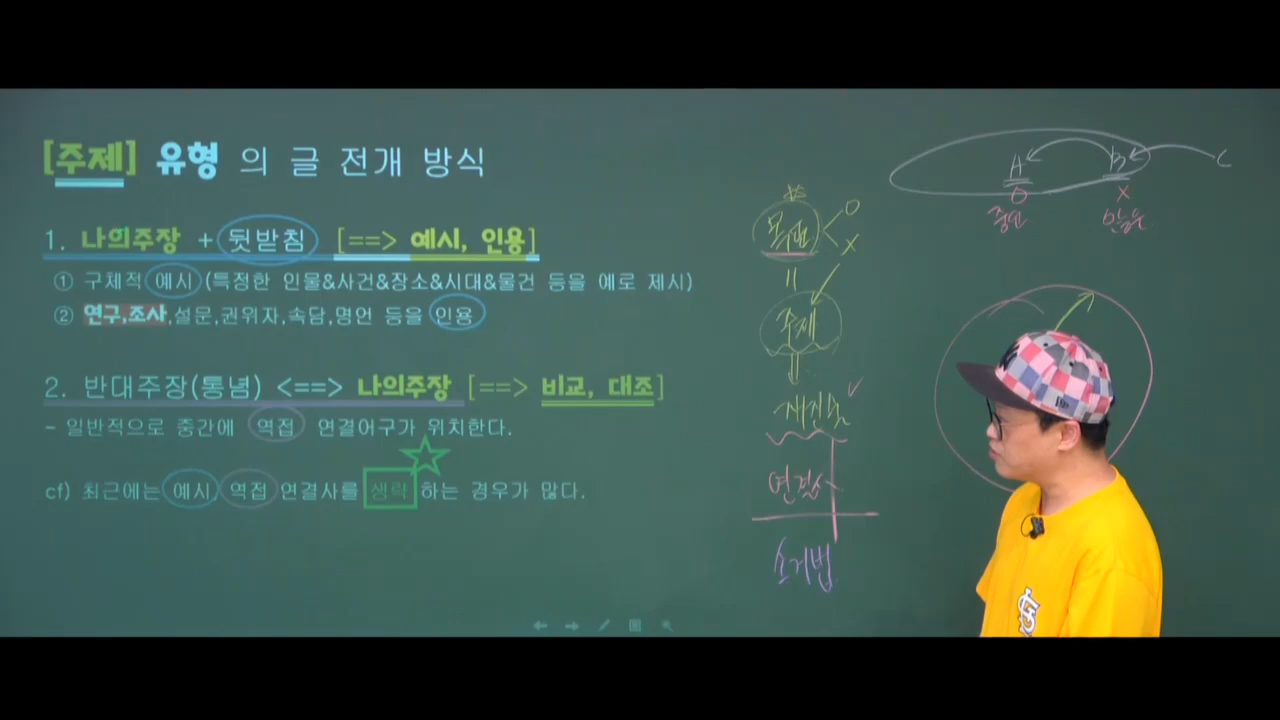 [주제] 유형 의 글 전개 방식
1. 나의주장 + 뒷받침 [==> 예시, 인용]
① 구체적 예시 (특정한 인물&사건&장소&시대&물건 등을 예로 제시)
② 연구,조사,설문,권위자,속담,명언 등을 인용
2. 반대주장(통념) <==> 나의주장 [==> 비교, 대조]
- 일반적으로 중간에 역접 연결어구가 위치한다.
cf) 최근에는 예시, 역접 연결사를 생략 하는 경우가 많다.
O
X
주제
연결사
소거법
A
B
C
O
X